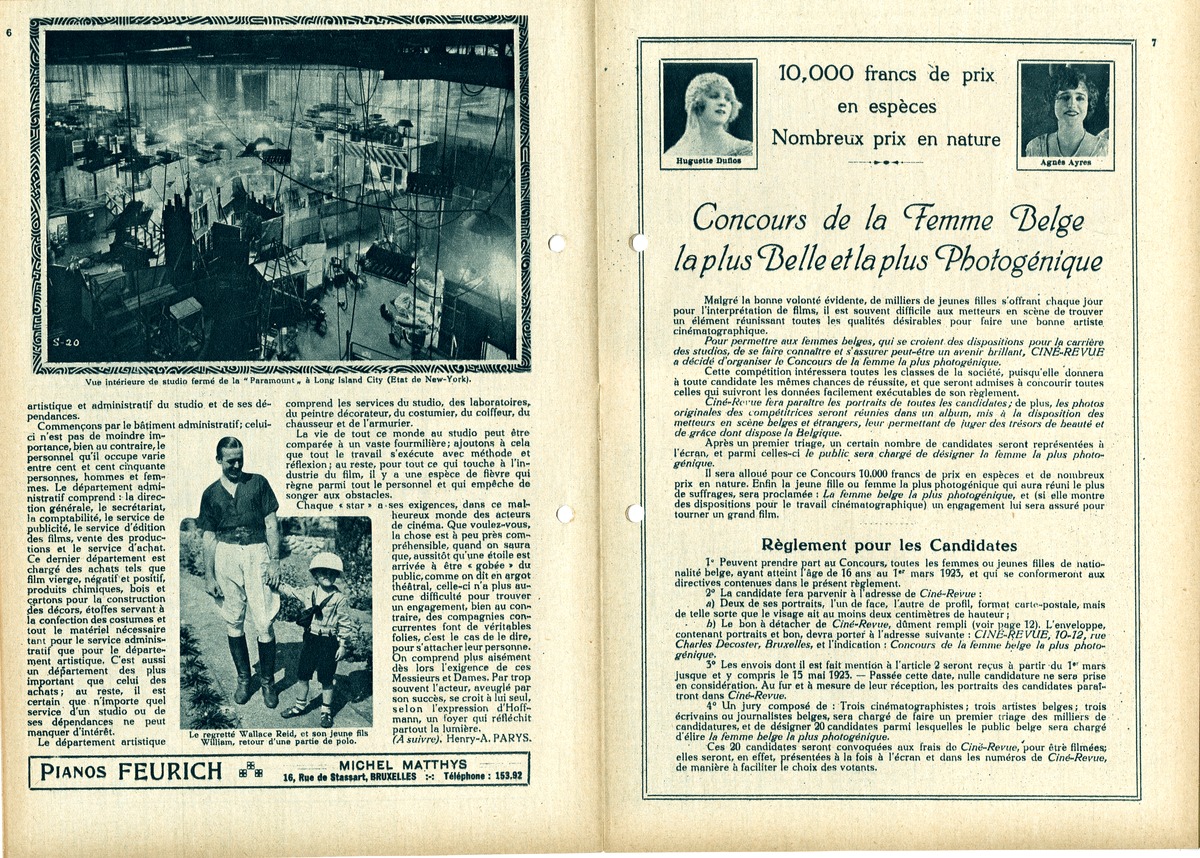 6
S-20
Vue intérieure de studio fermé de la "Paramount„ à Long Island City (Etat de New-York).
artistique et administratif du studio et de ses dé-
pendances.
Commençons par le bâtiment administratif; celui-
ci n'est pas de moindre im-
portance, bien au contraire, le
personnel qu'il occupe varie
entre cent et cent cinquante
personnes, hommes et fem-
mes. Le département admi-
nistratif comprend : la direc-
tion générale, le secrétariat,
la comptabilité, le service de
publicité, le service d'édition
des films, vente des produc-
tions et le service d'achat.
Ce dernier département est
chargé des achats tels que
film vierge, négatif et positif,
produits chimiques, bois et
cartons pour la construction
des décors, étoffes servant à
la confection des costumes et
tout le matériel nécessaire
tant pour le service adminis-
tratif que pour le départe-
ment artistique. C'est aussi
un département des plus
important que celui des
achats; au reste, il est
certain que n'importe quel
service d'un studio ou de
ses dépendances ne peut
manquer d'intérêt.
Le département artistique
comprend les services du studio, des laboratoires,
du peintre décorateur, du costumier, du coiffeur, du
chausseur et de l'armurier.
La vie de tout ce monde au studio peut être
comparée à un vaste fourmilière; ajoutons à cela
que tout le travail s'exécute avec méthode et
réflexion; au reste, pour tout ce qui touche à l'in-
dustrie du film, il y a une espèce de fièvre qui
règne parmi tout le personnel et qui empêche de
songer aux obstacles.
Chaque « star » a ses exigences, dans ce mal-
heureux monde des acteurs
de cinéma. Que voulez-vous,
la chose est à peu près com-
préhensible, quand on saura
que, aussitôt qu'une étoile est
arrivée à être « gobée » du
public, comme on dit en argot
théâtral, celle-ci n'a plus au-
cune difficulté pour trouver
un engagement, bien au con-
traire, des compagnies con-
currentes font de véritables
folies, c'est le cas de le dire,
pour s'attacher leur personne.
On comprend plus aisément
dès lors l'exigence de ces
Messieurs et Dames. Par trop
souvent l'acteur, aveuglé par
son succès, se croit à lui seul,
selon l'expression d'Hoff-
mann, un foyer qui réfléchit
partout la lumière.
(A suivre). Henry-A. PARYS.
Le regretté Wallace Reid, et son jeune fils
William, retour d'une partie de polo.
PIANOS FEURICH
MICHEL MATTHYS
16, Rue de Stassart, BRUXELLES :-: Téléphone : 153.92
7
10,000 francs de prix
en espèces
Nombreux prix en nature
Huguette Duflos
Agnès Ayres
Concours de la Femme Belge
la plus Belle et la plus Photogénique
Malgré la bonne volonté évidente, de milliers de jeunes filles s'offrant chaque jour
pour l'interprétation de films, il est souvent difficile aux metteurs en scène de trouver
un élément réunissant toutes les qualités désirables pour faire une bonne artiste
cinématographique.
Pour permettre aux femmes belges, qui se croient des dispositions pour la carrière
des studios, de se faire connaître et s'assurer peut-être un avenir brillant, CINÉ-REVUE
a décidé d'organiser le Concours de la femme la plus photogénique.
Cette compétition intéressera toutes les classes de la société, puisqu'elle donnera
à toute candidate les mêmes chances de réussite, et que seront admises à concourir toutes
celles qui suivront les données facilement exécutables de son règlement.
Ciné-Revue fera paraître les portraits de toutes les candidates; de plus, les photos
originales des compétitrices seront réunies dans un album, mis à la disposition des
metteurs en scène belges et étrangers, leur permettant de juger des trésors de beauté et
de grâce dont dispose la Belgique.
Après un premier triage, un certain nombre de candidates seront représentées à
l'écran, et parmi celles-ci le public sera chargé de désigner la femme la plus photo-
génique.
Il sera alloué pour ce Concours 10.000 francs de prix en espèces et de nombreux
prix en nature. Enfin la jeune fille ou femme la plus photogénique qui aura réuni le plus
de suffrages, sera proclamée : La femme belge la plus photogénique, et (si elle montre
des dispositions pour le travail cinématographique) un engagement lui sera assuré pour
tourner un grand film.
Règlement pour les Candidates
1° Peuvent prendre part au Concours, toutes les femmes ou jeunes filles de natio-
nalité belge, ayant atteint l'âge de 16 ans au 1er mars 1923, et qui se conformeront aux
directives contenues dans le présent règlement.
2° La candidate fera parvenir à l'adresse de Ciné-Revue :
a) Deux de ses portraits, l'un de face, l'autre de profil, format carte-postale, mais
de telle sorte que le visage ait au moins deux centimètres de hauteur;
b) Le bon à détacher de Ciné-Revue, dûment rempli (voir page 12). L'enveloppe,
contenant portraits et bon, devra porter à l'adresse suivante : CINÉ-REVUE, 10-12, rue
Charles Decoster, Bruxelles, et l'indication : Concours de la femme belge la plus photo-
génique.
3° Les envois dont il est fait mention à l'article 2 seront reçus à partir du 1er mars
jusque et y compris le 15 mai 1923. — Passée cette date, nulle candidature ne sera prise
en considération. Au fur et à mesure de leur réception, les portraits des candidates paraî-
tront dans Ciné-Revue.
4° Un jury composé de : Trois cinématographistes; trois artistes belges; trois
écrivains ou journalistes belges, sera chargé de faire un premier triage des milliers de
candidatures, et de désigner 20 candidates parmi lesquelles le public belge sera chargé
d'élire la femme belge la plus photogénique.
Ces 20 candidates seront convoquées aux frais de Ciné-Revue, pour être filmées;
elles seront, en effet, présentées à la fois à l'écran et dans les numéros de Ciné-Revue,
de manière à faciliter le choix des votants.